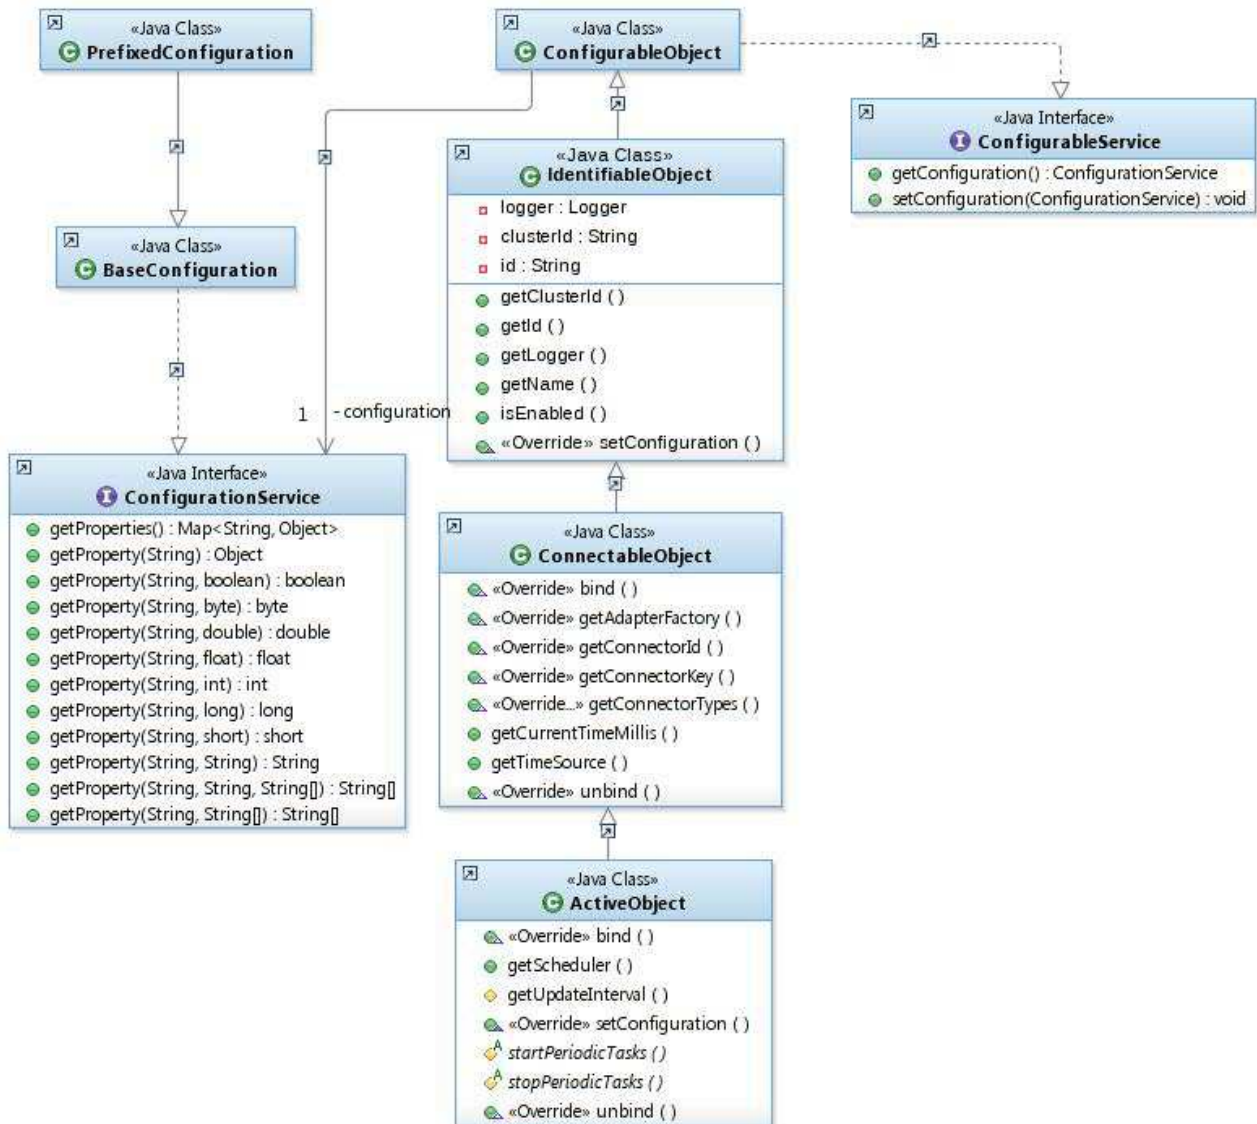 «Java Class»
PrefixedConfiguration
«Java Class»
ConfigurableObject
«Java Interface»
ConfigurableService
getConfiguration() : ConfigurationService
setConfiguration(ConfigurationService) : void
«Java Class»
IdentifiableObject
logger : Logger
clusterId : String
id : String
getClusterId ( )
getId ( )
getLogger ( )
getName ( )
isEnabled ( )
«Override» setConfiguration ( )
«Java Class»
BaseConfiguration
1
- configuration
«Java Interface»
ConfigurationService
getProperties() : Map<String, Object>
getProperty(String) : Object
getProperty(String, boolean) : boolean
getProperty(String, byte) : byte
getProperty(String, double) : double
getProperty(String, float) : float
getProperty(String, int) : int
getProperty(String, long) : long
getProperty(String, short) : short
getProperty(String, String) : String
getProperty(String, String, String[]) : String[]
getProperty(String, String[]) : String[]
«Java Class»
ConnectableObject
«Override» bind ( )
«Override» getAdapterFactory ( )
«Override» getConnectorId ( )
«Override» getConnectorKey ( )
«Override...» getConnectorTypes ( )
getCurrentTimeMillis ( )
getTimeSource ( )
«Override» unbind ( )
«Java Class»
ActiveObject
«Override» bind ( )
getScheduler ( )
getUpdateInterval ( )
«Override» setConfiguration ( )
startPeriodicTasks ( )
stopPeriodicTasks ( )
«Override» unbind ( )